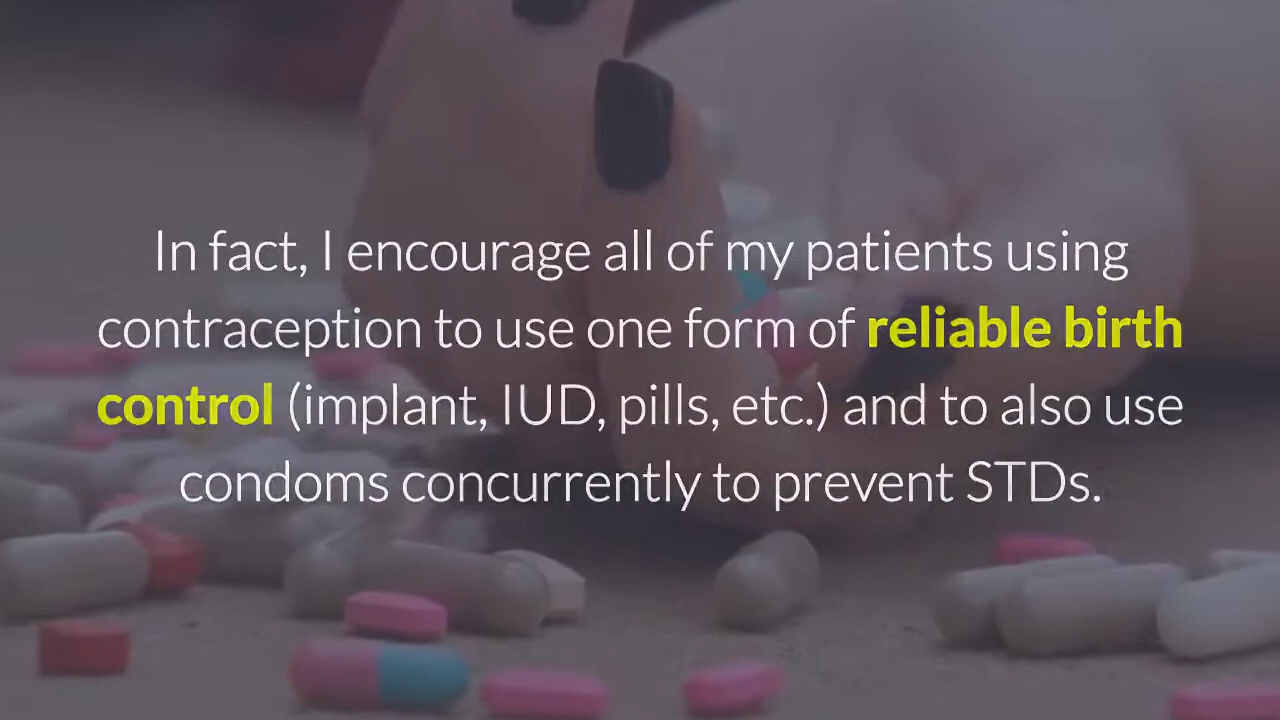 In fact, I encourage all of my patients using
contraception to use one form of reliable birth
control (implant, IUD, pills, etc.) and to also use
condoms concurrently to prevent STDs.